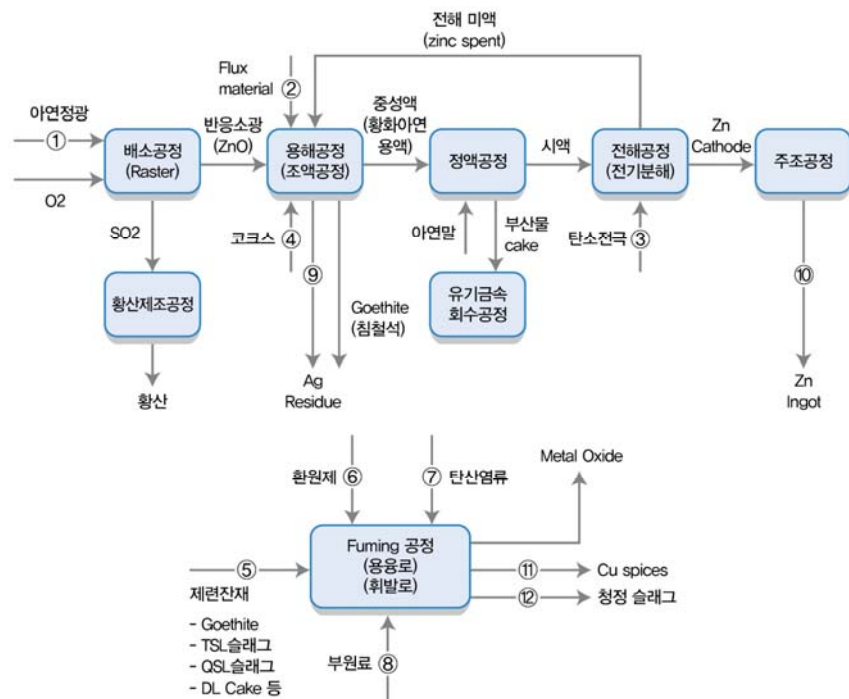 전해 미액
(zinc spent)
Flux
material
②
아연정광
①
반응소광
(ZnO)
중성액
(황화아연
용액)
시액
Zn
Cathode
배소공정
(Raster)
용해공정
(조액공정)
정액공정
전해공정
(전기분해)
주조공정
O2
SO2
코크스
④
⑨
아연말
부산물
cake
탄소전극
③
⑩
황산제조공정
Goethite
(침철석)
유기금속
회수공정
황산
Ag
Residue
Zn
Ingot
환원제
⑥
⑦
탄산염류
Metal Oxide
Fuming 공정
(용융로)
(휘발로)
⑤
제련잔재
- Goethite
- TSL슬래그
- QSL슬래그
- DL Cake 등
⑪
Cu spices
⑫
청정 슬래그
부원료
⑧